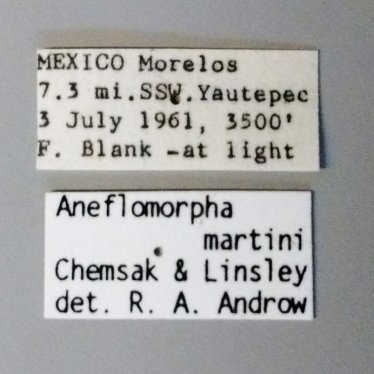 MEXICO Morelos
7.3 mi.SSW.Yautepec
3 July 1961, 3500'
F. Blank -at light
Aneflomorpha
martini
Chemsak & Linsley
det. R. A. Androw